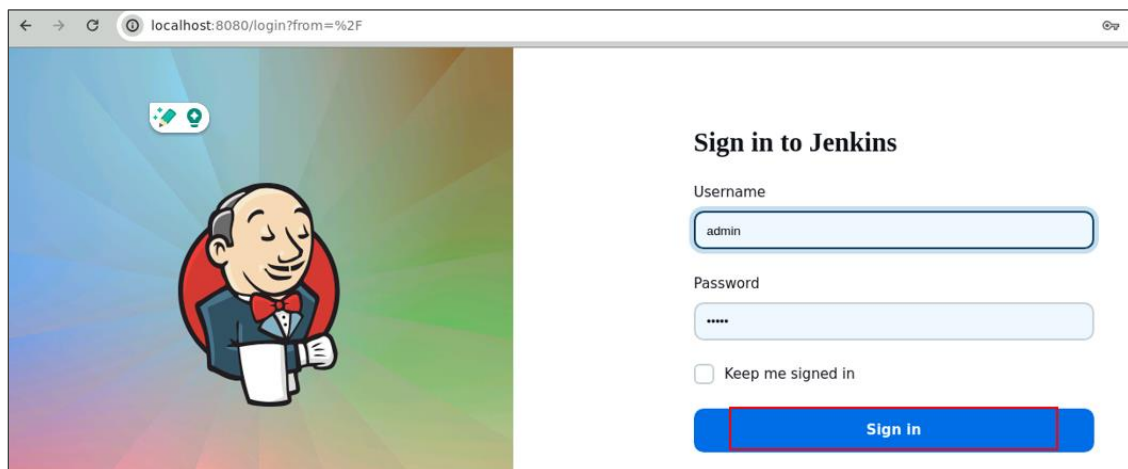 localhost:8080/login?from=%2F
Sign in to Jenkins
Username
admin
Password
•••••
Keep me signed in
Sign in